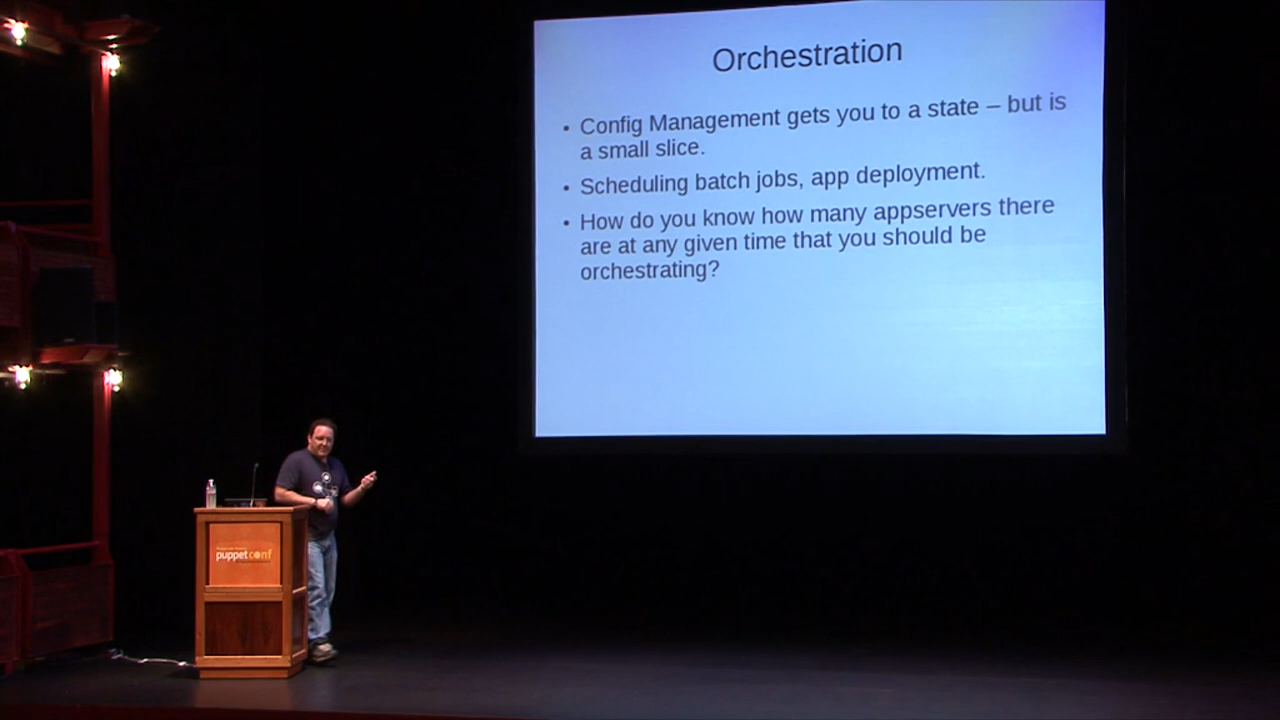 Orchestration
• Config Management gets you to a state – but is
a small slice.
• Scheduling batch jobs, app deployment.
• How do you know how many appservers there
are at any given time that you should be
orchestrating?
puppetconf